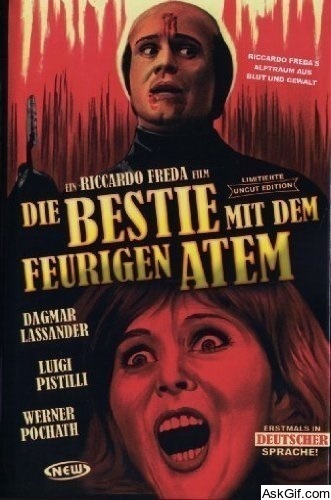 RICCARDO FREDA'S
ALPTRAUM AUS
BLUT UND GEWALT
EIN RICCARDO FREDA FILM
LIMITIERTE
UNCUT EDITION
DIE BESTIE MIT DEM
FEURIGEN ATEM
DAGMAR
LASSANDER
LUIGI
PISTILLI
WERNER
POCHATH
ERSTMALS IN
DEUTSCHER
SPRACHE!
NEW
AskGif.com